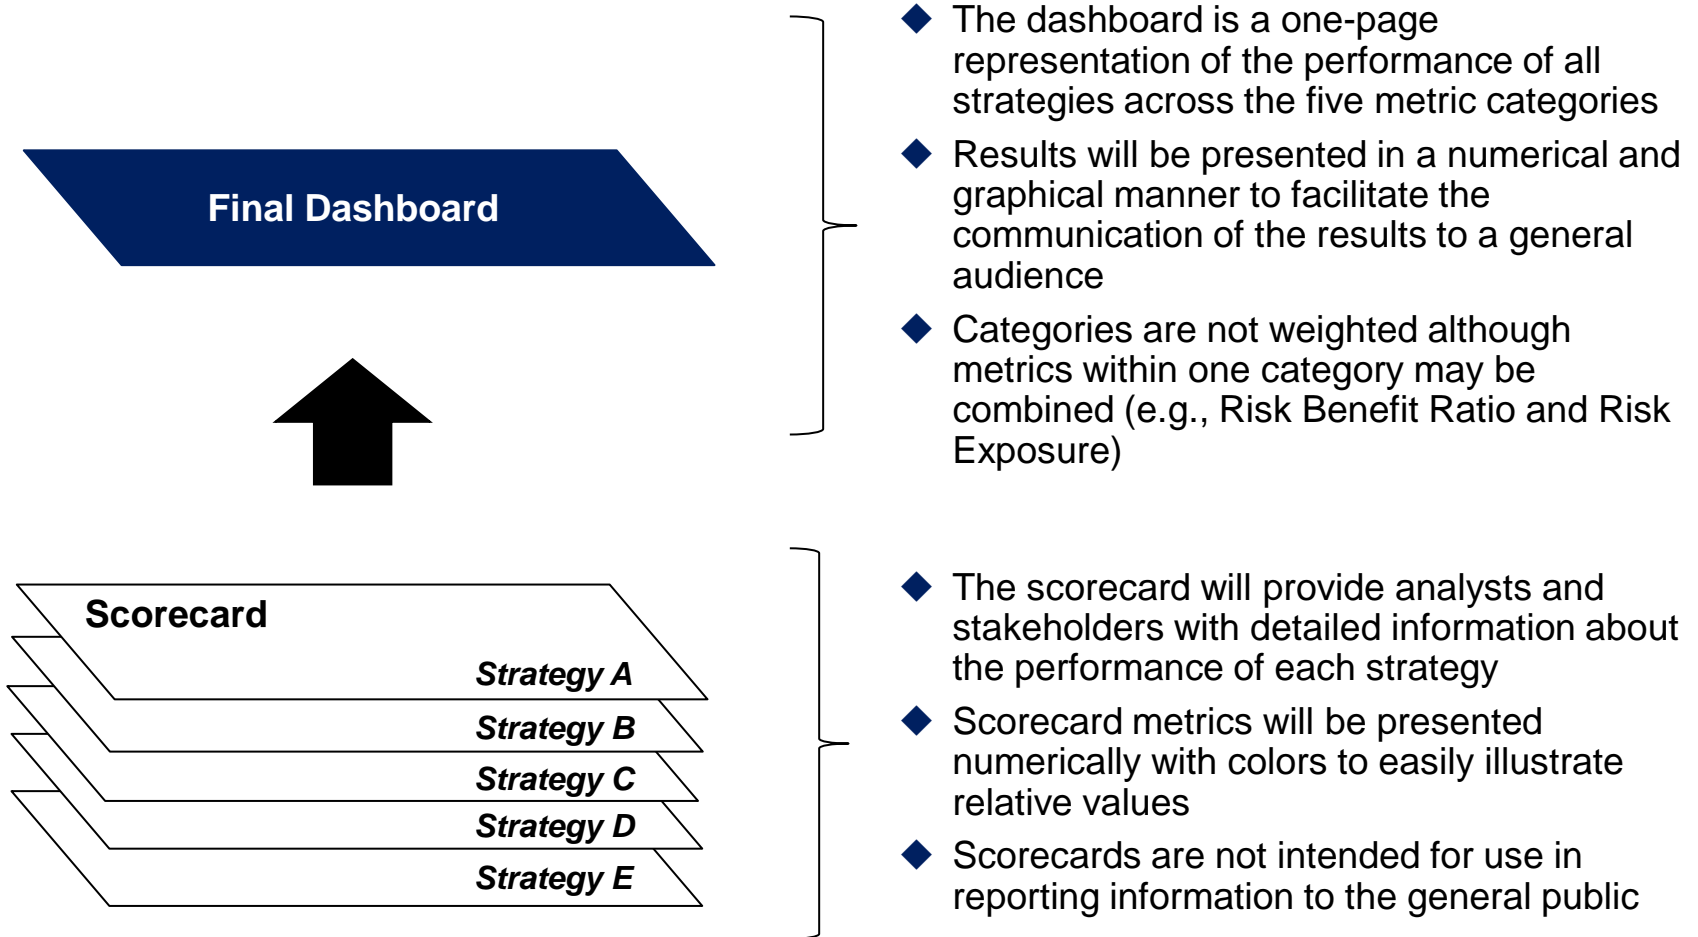 Final Dashboard
The dashboard is a one-page
representation of the performance of all
strategies across the five metric categories
Results will be presented in a numerical and
graphical manner to facilitate the
communication of the results to a general
audience
Categories are not weighted although
metrics within one category may be
combined (e.g., Risk Benefit Ratio and Risk
Exposure)
Scorecard
Strategy A
Strategy B
Strategy C
Strategy D
Strategy E
The scorecard will provide analysts and
stakeholders with detailed information about
the performance of each strategy
Scorecard metrics will be presented
numerically with colors to easily illustrate
relative values
Scorecards are not intended for use in
reporting information to the general public